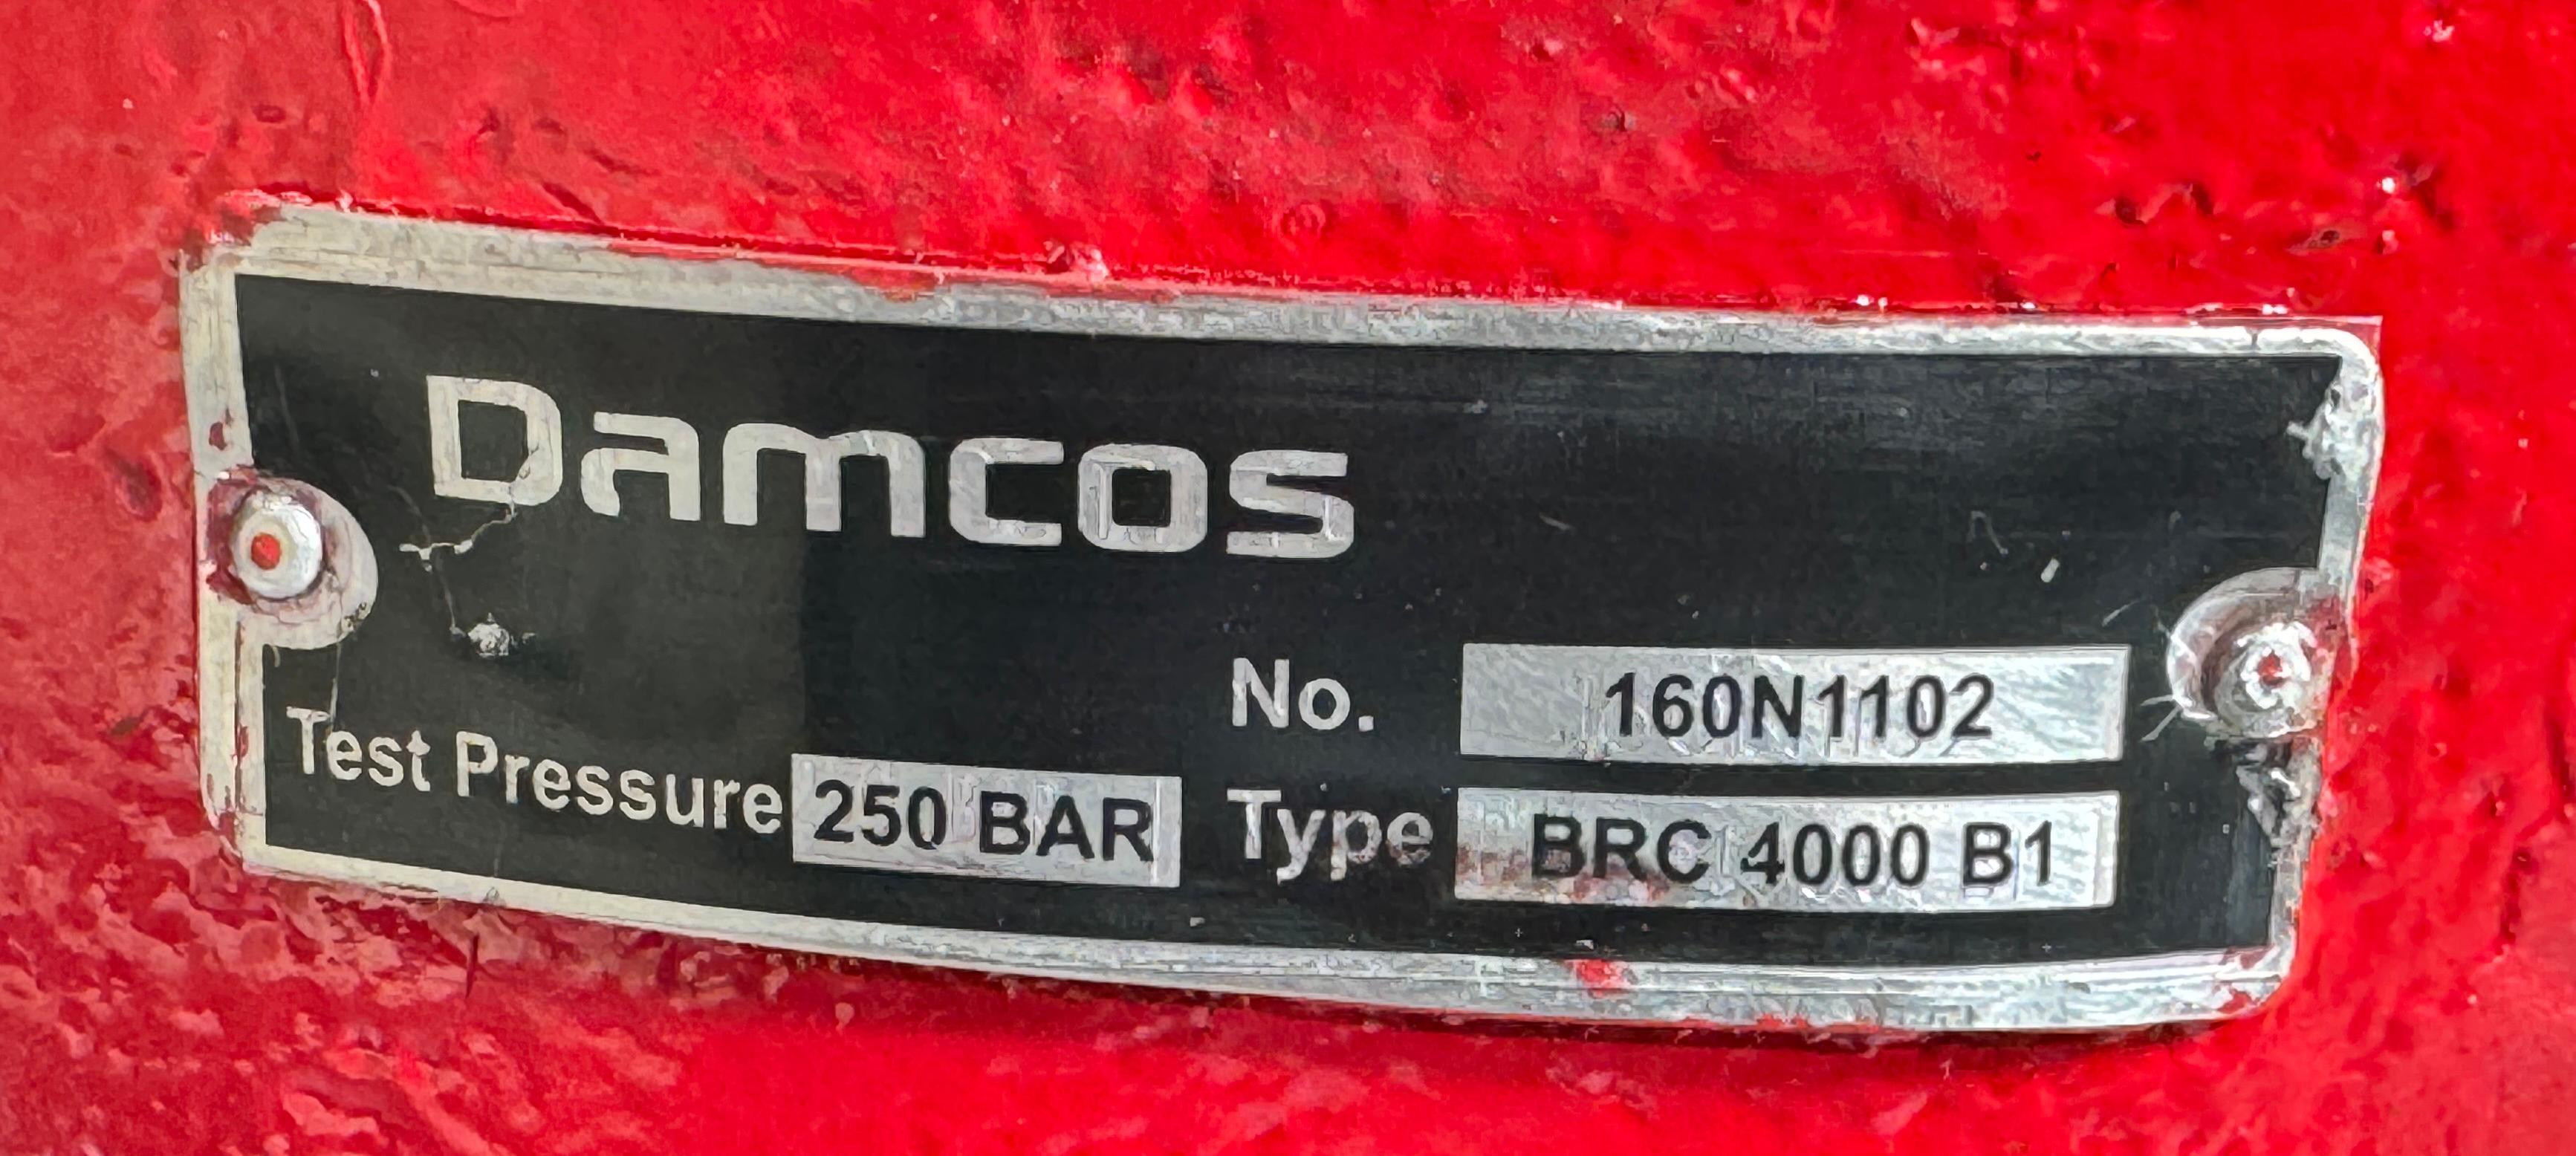 Damcos
No. 160N1102
Test Pressure 250 BAR Type BRC 4000 B1